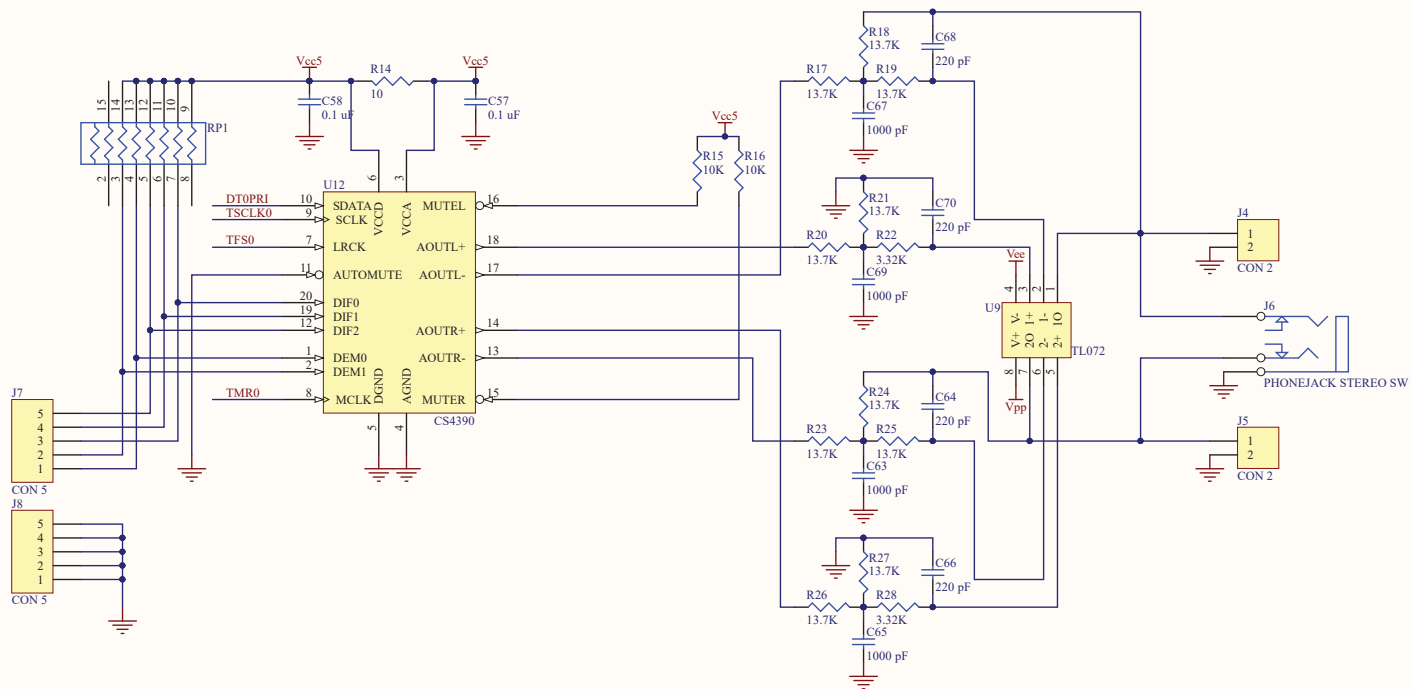 Vcc5
R14
10
Vcc5
C58
0.1 uF
C57
0.1 uF
15
14
13
12
11
10
9
RP1
2
3
4
5
6
7
8
U12
6
3
VCCD
VCCA
DT0PRI
10
SDATA
TSCLK0
9
SCLK
TFS0
7
LRCK
11
AUTOMUTE
20
DIF0
19
DIF1
12
DIF2
1
DEM0
2
DEM1
TMR0
8
MCLK
DGND
AGND
5
4
MUTEL
16
AOUTL+
18
AOUTL-
17
AOUTR+
14
AOUTR-
13
MUTER
15
CS4390
Vcc5
R15
10K
R16
10K
J7
5
4
3
2
1
CON 5
J8
5
4
3
2
1
CON 5
R18
13.7K
C68
220 pF
R17
13.7K
R19
13.7K
C67
1000 pF
R21
13.7K
C70
220 pF
R20
13.7K
R22
3.32K
C69
1000 pF
R24
13.7K
C64
220 pF
R23
13.7K
R25
13.7K
C63
1000 pF
R27
13.7K
C66
220 pF
R26
13.7K
R28
3.32K
C65
1000 pF
Vee
4
3
2
1
U9
V-
1+
1-
1O
V+
2O
2-
2+
TL072
8
7
6
5
Vpp
J4
1
2
CON 2
J6
PHONEJACK STEREO SW
J5
1
2
CON 2